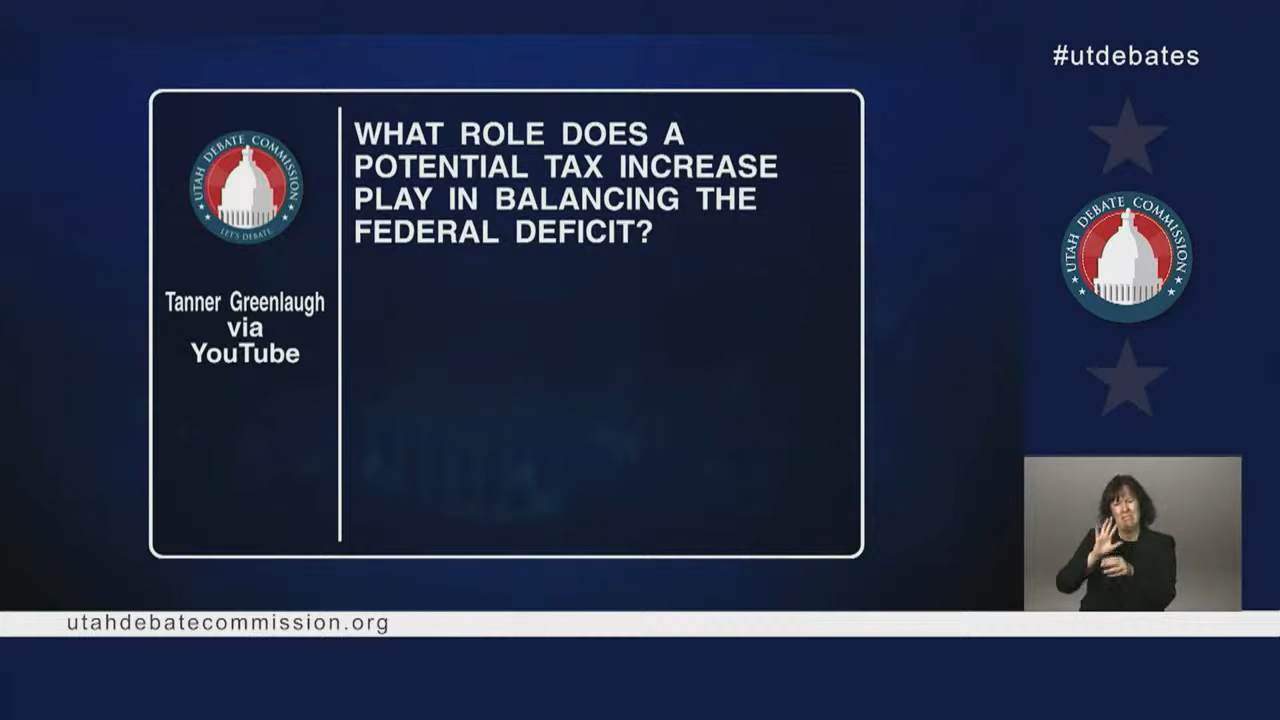 #utdebates
UTAH DEBATE COMMISSION
LET'S DEBATE
Tanner Greenlaugh
via
YouTube
WHAT ROLE DOES A
POTENTIAL TAX INCREASE
PLAY IN BALANCING THE
FEDERAL DEFICIT?
UTAH DEBATE COMMISSION
utahdebatecommission.org